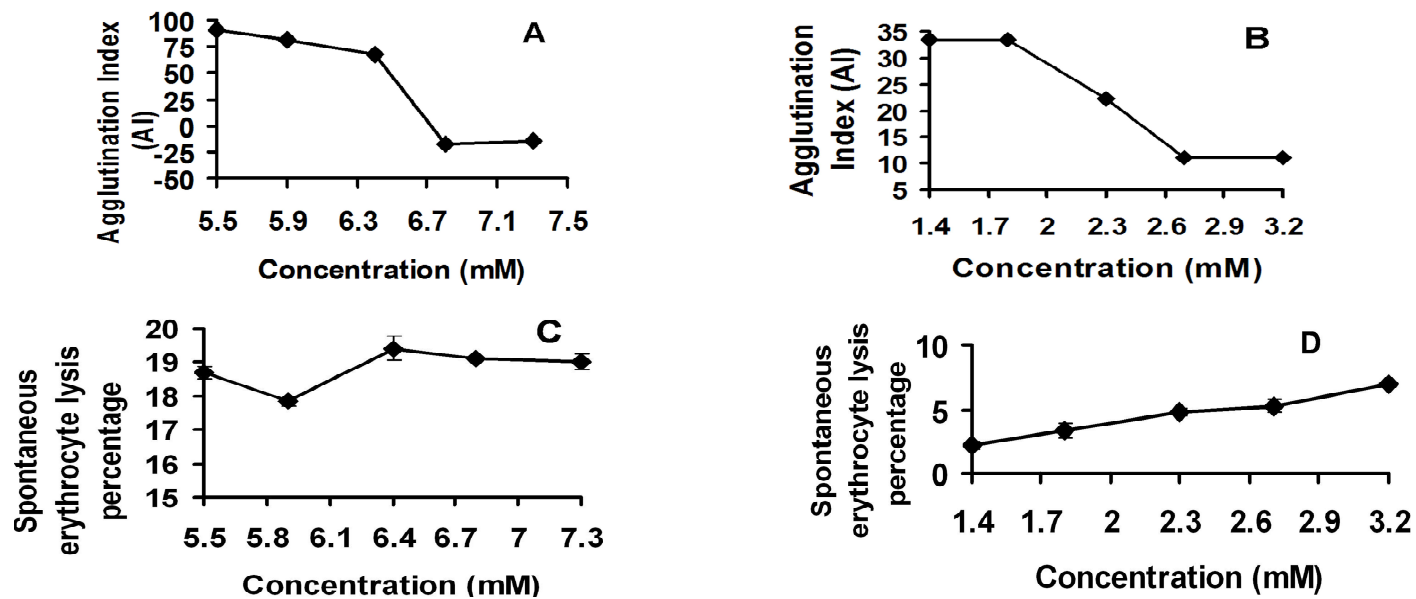 A
Agglutination Index
(AI)
100
75
50
25
0
-25
-50
5.5 5.9 6.3 6.7 7.1 7.5
Concentration (mM)
B
Agglutination
Index (AI)
35
30
25
20
15
10
5
1.4 1.7 2 2.3 2.6 2.9 3.2
Concentration (mM)
C
Spontaneous
erythrocyte lysis
percentage
20
19
18
17
16
15
5.5 5.8 6.1 6.4 6.7 7 7.3
Concentration (mM)
D
Spontaneous
erythrocyte lysis
percentage
10
5
0
1.4 1.7 2 2.3 2.6 2.9 3.2
Concentration (mM)